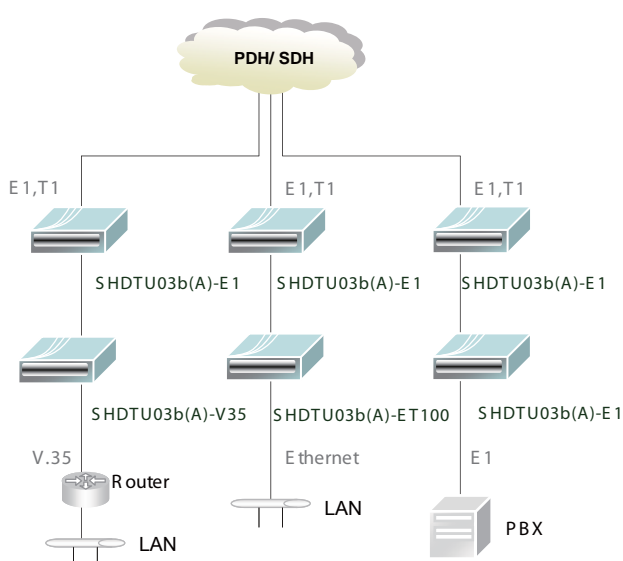 PDH/ SDH
E1,T1 E1,T1 E1,T1
SHDTU03b(A)-E1 SHDTU03b(A)-E1 SHDTU03b(A)-E1
SHDTU03b(A)-V35 SHDTU03b(A)-ET100 SHDTU03b(A)-E1
V.35 Ethernet E1
Router
LAN
PBX
LAN